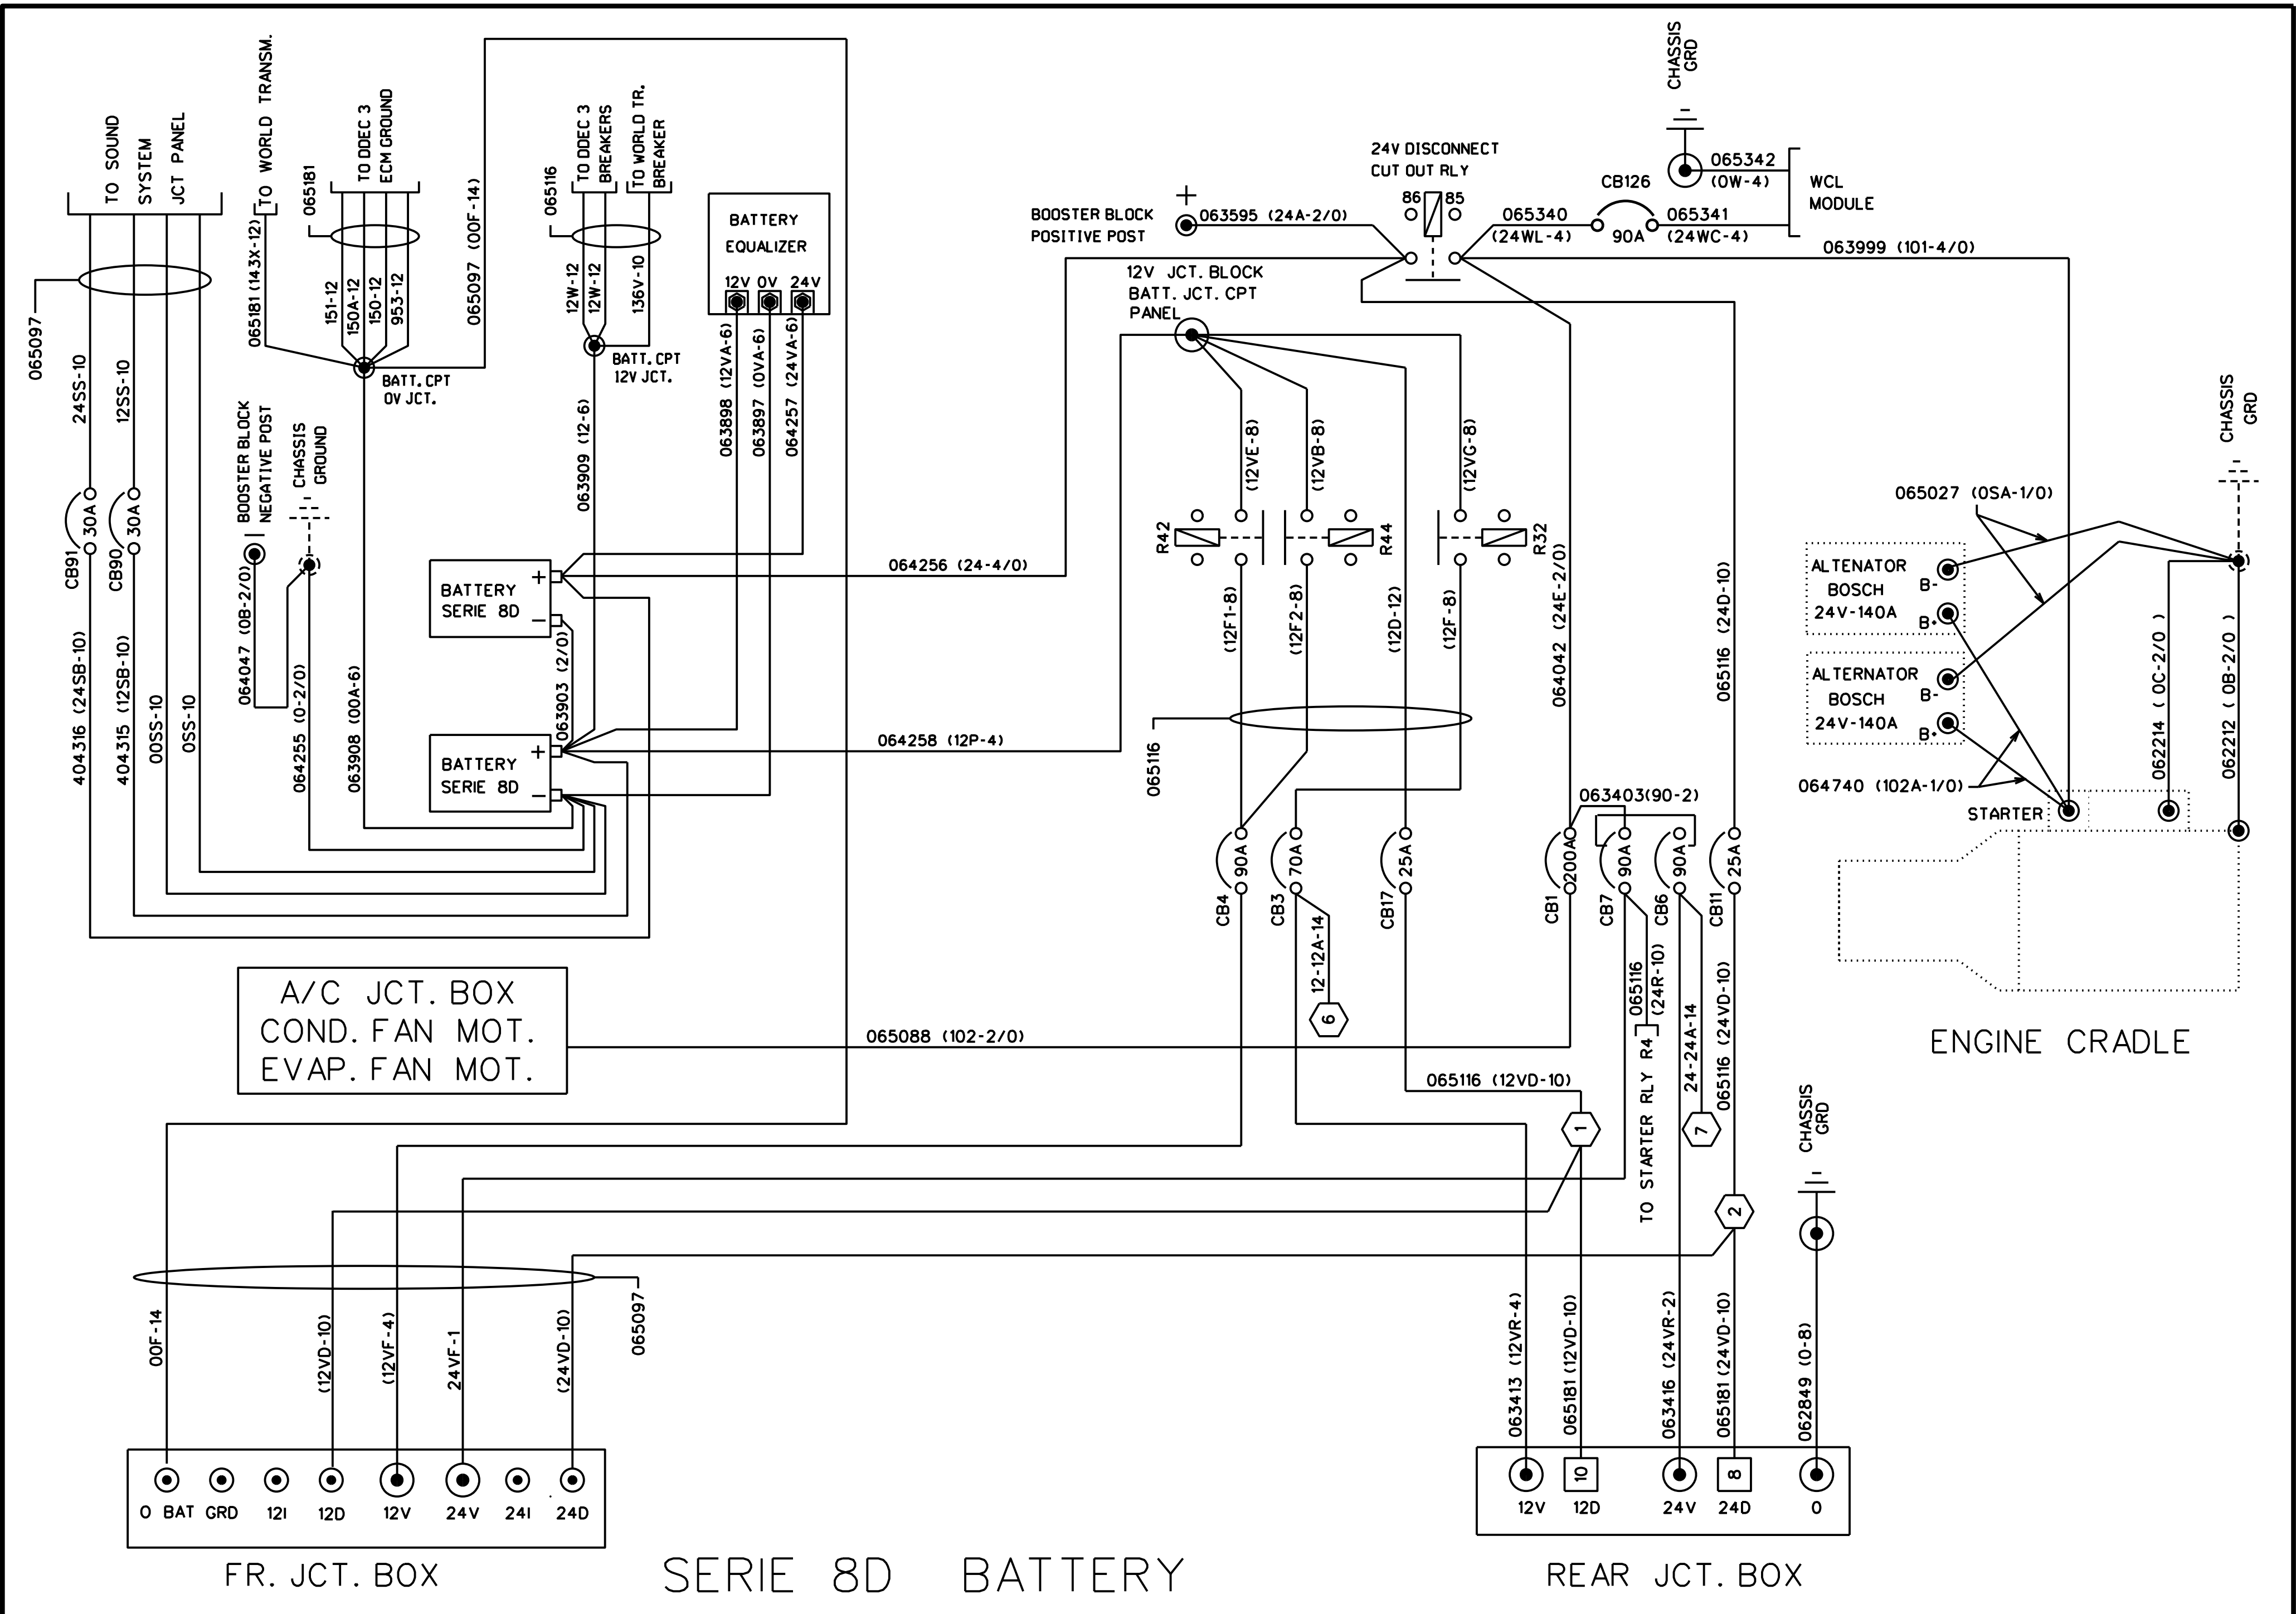 TO SOUND
SYSTEM
JCT PANEL
TO WORLD TRANSM.
065181
TO DDEC 3
ECM GROUND
065097 (00F-14)
065116
TO DDEC 3
BREAKERS
TO WORLD TR.
BREAKER
BATTERY
EQUALIZER
12V 0V 24V
065097
065181 (143X-12)
151-12
150A-12
150-12
953-12
12W-12
12W-12
136V-10
BATT. CPT
0V JCT.
BATT. CPT
12V JCT.
24SS-10
12SS-10
BOOSTER BLOCK
NEGATIVE POST
CHASSIS
GROUND
063909 (12-6)
063898 (12VA-6)
063897 (0VA-6)
064257 (24VA-6)
CB91
30A
CB90
30A
404316 (24SB-10)
404315 (12SB-10)
00SS-10
0SS-10
064047 (0B-2/0)
064255 (0-2/0)
063908 (00A-6)
BATTERY
SERIE 8D
+
−
063903 (2/0)
BATTERY
SERIE 8D
+
−
064256 (24-4/0)
064258 (12P-4)
BOOSTER BLOCK
POSITIVE POST
+
063595 (24A-2/0)
24V DISCONNECT
CUT OUT RLY
86 85
065340
(24WL-4)
CB126
90A
065341
(24WC-4)
065342
(0W-4)
CHASSIS
GRD
WCL
MODULE
063999 (101-4/0)
12V JCT. BLOCK
BATT. JCT. CPT
PANEL
(12VE-8)
(12VB-8)
(12VG-8)
R42
R44
R32
(12F1-8)
(12F2-8)
(12D-12)
(12F-8)
064042 (24E-2/0)
065116 (24D-10)
065116
063403(90-2)
CB4
90A
CB3
70A
CB17
25A
CB1
200A
CB7
90A
CB6
90A
CB11
25A
12-12A-14
6
065116
(24R-10)
TO STARTER RLY R4
24-24A-14
7
065116 (24VD-10)
065116 (12VD-10)
1
2
065088 (102-2/0)
A/C JCT. BOX
COND. FAN MOT.
EVAP. FAN MOT.
065027 (0SA-1/0)
CHASSIS
GRD
ALTENATOR
BOSCH
24V-140A
B-
B+
ALTERNATOR
BOSCH
24V-140A
B-
B+
064740 (102A-1/0)
STARTER
062214 ( 0C-2/0 )
062212 ( 0B-2/0 )
ENGINE CRADLE
CHASSIS
GRD
00F-14
(12VD-10)
(12VF-4)
24VF-1
(24VD-10)
065097
063413 (12VR-4)
065181 (12VD-10)
063416 (24VR-2)
065181 (24VD-10)
062849 (0-8)
10
8
0 BAT GRD 12I 12D 12V 24V 24I 24D
12V 12D 24V 24D 0
FR. JCT. BOX
SERIE 8D BATTERY
REAR JCT. BOX